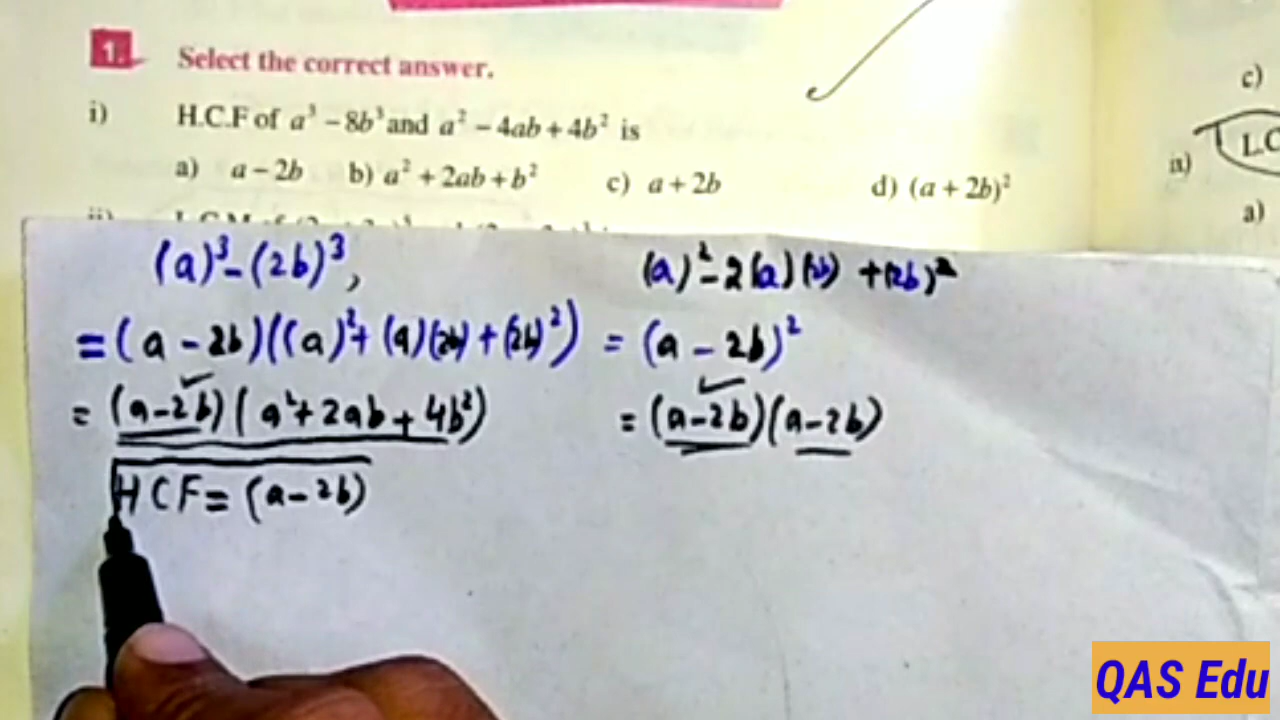 1. Select the correct answer.
i) H.C.F of a³ – 8b³ and a² – 4ab + 4b² is
a) a – 2b b) a² + 2ab + b² c) a + 2b d) (a + 2b)²
c)
ix) L.C
a)
(a)³ – (2b)³, (a)² – 2(a)(2b) + (2b)²
= (a – 2b)((a)² + (a)(2b) + (2b)²) = (a – 2b)²
= (a – 2b)(a² + 2ab + 4b²) = (a – 2b)(a – 2b)
HCF = (a – 2b)
QAS Edu